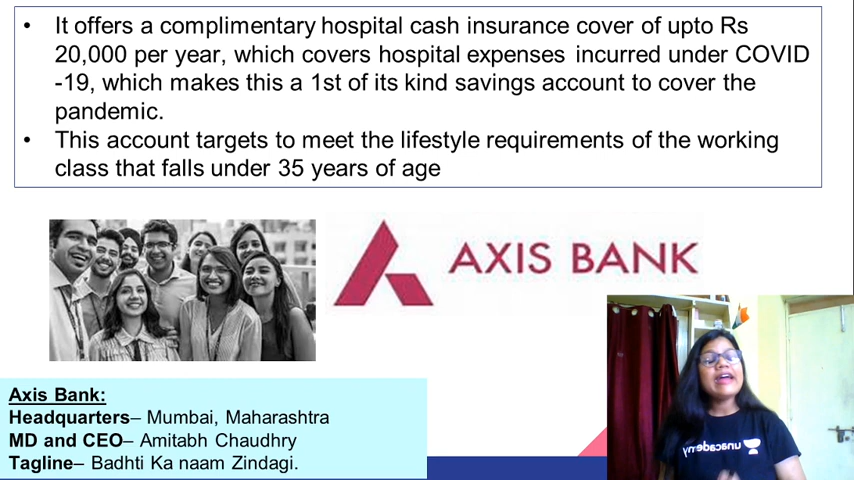 • It offers a complimentary hospital cash insurance cover of upto Rs
20,000 per year, which covers hospital expenses incurred under COVID
-19, which makes this a 1st of its kind savings account to cover the
pandemic.
• This account targets to meet the lifestyle requirements of the working
class that falls under 35 years of age
AXIS BANK
Axis Bank:
Headquarters– Mumbai, Maharashtra
MD and CEO– Amitabh Chaudhry
Tagline– Badhti Ka naam Zindagi.
unacademy